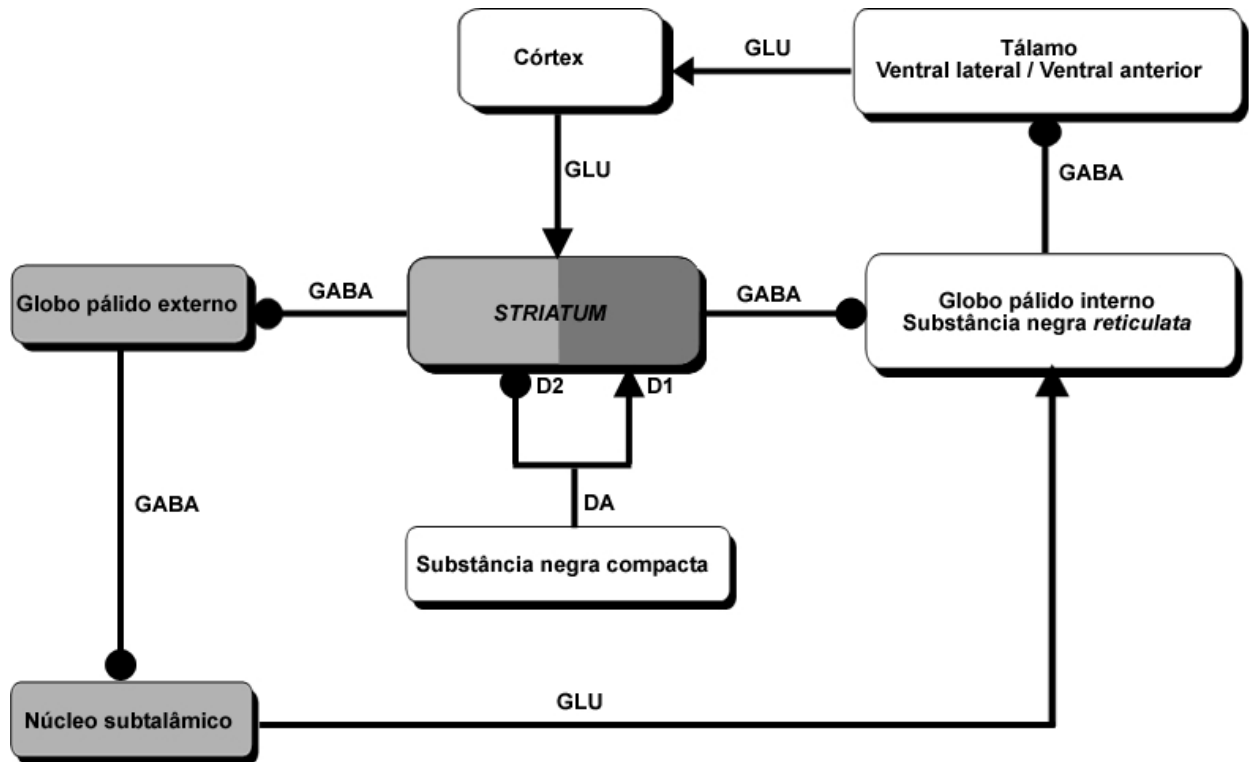 Córtex
GLU
Tálamo
Ventral lateral / Ventral anterior
GLU
GABA
Globo pálido externo
GABA
STRIATUM
GABA
Globo pálido interno
Substância negra reticulata
D2
D1
GABA
DA
Substância negra compacta
Núcleo subtalâmico
GLU